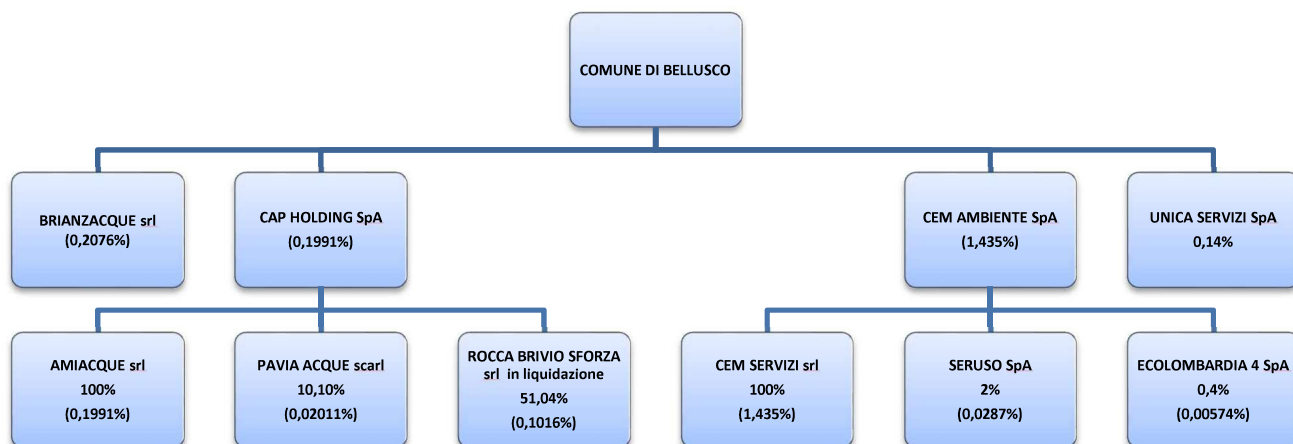 COMUNE DI BELLUSCO
BRIANZACQUE srl
(0,2076%)
CAP HOLDING SpA
(0,1991%)
CEM AMBIENTE SpA
(1,435%)
UNICA SERVIZI SpA
0,14%
AMIACQUE srl
100%
(0,1991%)
PAVIA ACQUE scarl
10,10%
(0,02011%)
ROCCA BRIVIO SFORZA
srl in liquidazione
51,04%
(0,1016%)
CEM SERVIZI srl
100%
(1,435%)
SERUSO SpA
2%
(0,0287%)
ECOLOMBARDIA 4 SpA
0,4%
(0,00574%)